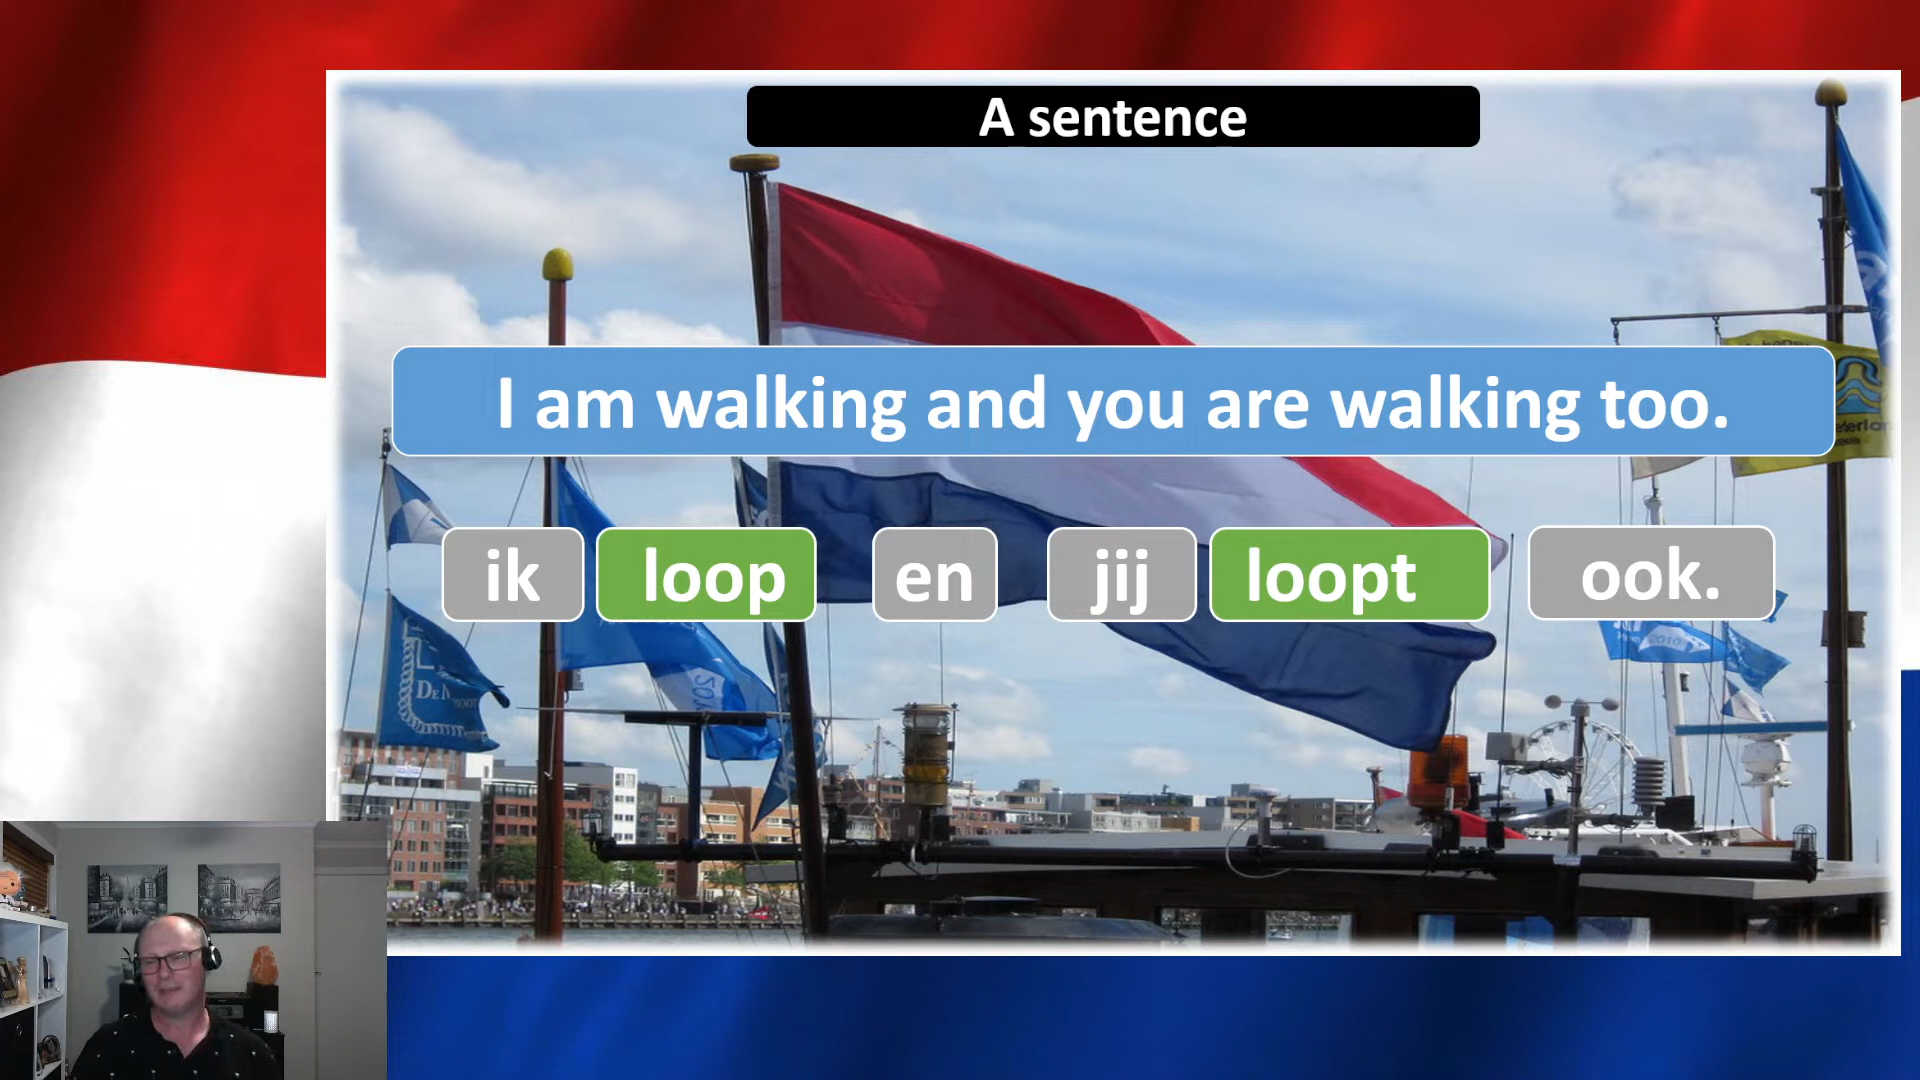 A sentence
I am walking and you are walking too.
ik loop en jij loopt ook.